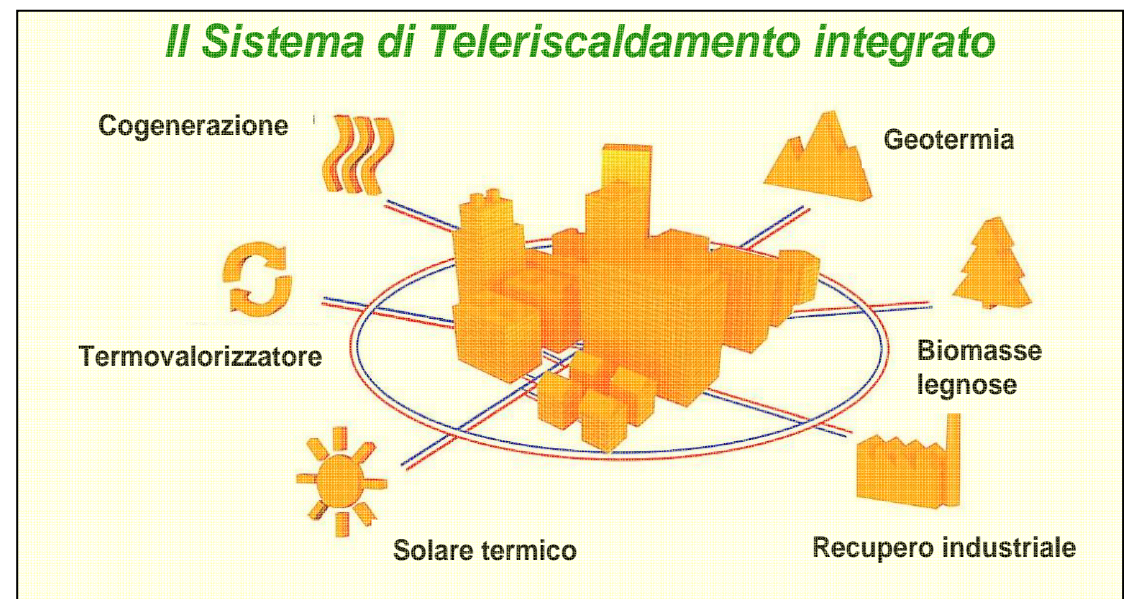 Il Sistema di Teleriscaldamento integrato
Cogenerazione
Geotermia
Termovalorizzatore
Biomasse
legnose
Solare termico
Recupero industriale